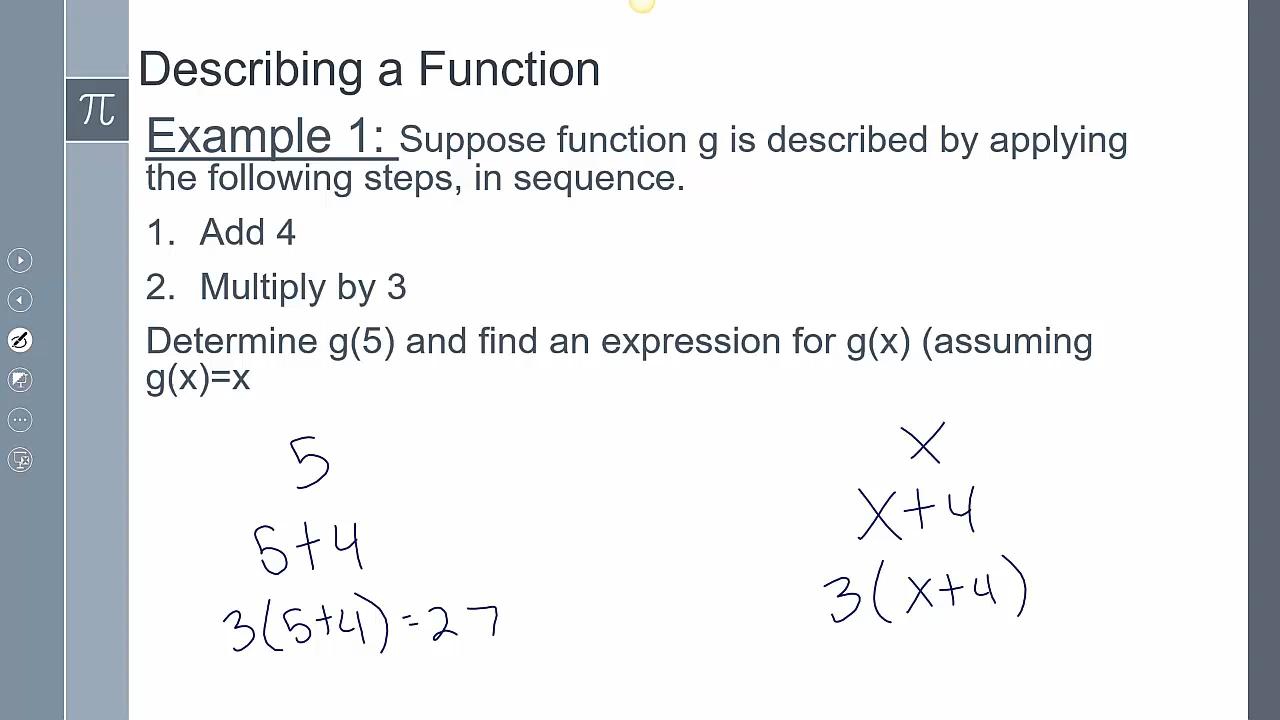 Describing a Function
π
Example 1: Suppose function g is described by applying
the following steps, in sequence.
1. Add 4
2. Multiply by 3
Determine g(5) and find an expression for g(x) (assuming
g(x)=x
5
5+4
3(5+4)=27
x
x+4
3(x+4)